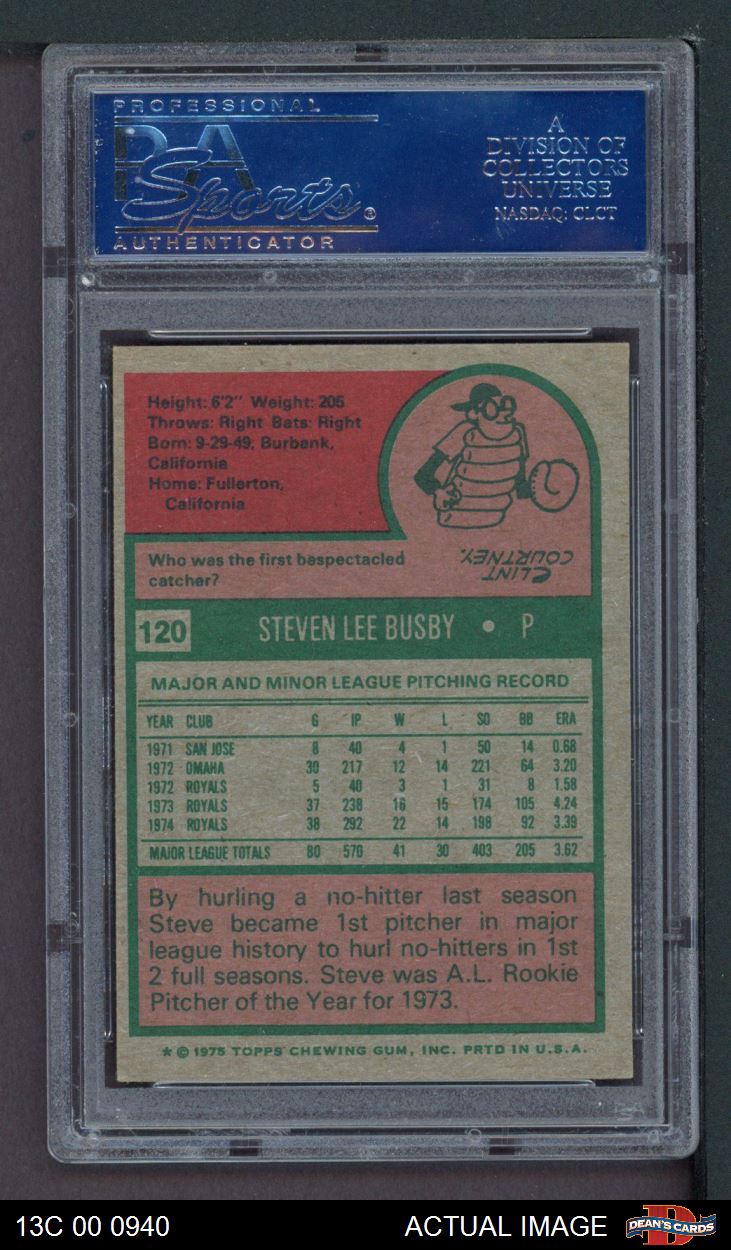 PROFESSIONAL
PSA
Sports®
AUTHENTICATOR
A
DIVISION OF
COLLECTORS
UNIVERSE
NASDAQ: CLCT
Height: 6'2" Weight: 205
Throws: Right Bats: Right
Born: 9-29-49, Burbank,
California
Home: Fullerton,
California
Who was the first bespectacled
catcher?
CLINT
COURTNEY.
120 STEVEN LEE BUSBY • P
MAJOR AND MINOR LEAGUE PITCHING RECORD
YEAR CLUB G IP W L SO BB ERA
1971 SAN JOSE 8 40 4 1 50 14 0.68
1972 OMAHA 30 217 12 14 221 64 3.20
1972 ROYALS 5 40 3 1 31 8 1.58
1973 ROYALS 37 238 16 15 174 105 4.24
1974 ROYALS 38 292 22 14 198 92 3.39
MAJOR LEAGUE TOTALS 80 570 41 30 403 205 3.62
By hurling a no-hitter last season
Steve became 1st pitcher in major
league history to hurl no-hitters in 1st
2 full seasons. Steve was A.L. Rookie
Pitcher of the Year for 1973.
* © 1975 TOPPS CHEWING GUM, INC. PRTD IN U.S.A.
13C 00 0940 ACTUAL IMAGE DEAN'S CARDS